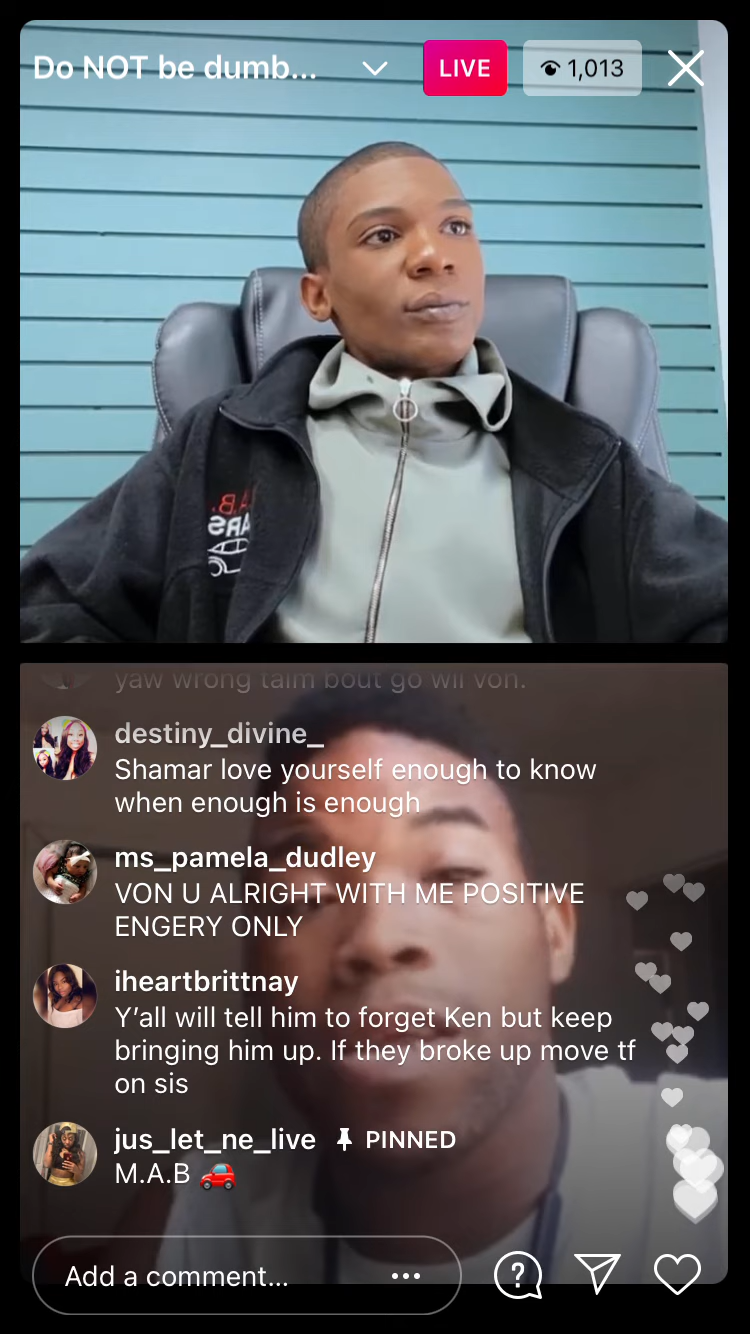 Do NOT be dumb...
LIVE
1,013
yaw wrong taim bout go wit von.
destiny_divine_
Shamar love yourself enough to know
when enough is enough
ms_pamela_dudley
VON U ALRIGHT WITH ME POSITIVE
ENGERY ONLY
iheartbrittnay
Y’all will tell him to forget Ken but keep
bringing him up. If they broke up move tf
on sis
jus_let_ne_live PINNED
M.A.B 🚗
Add a comment...